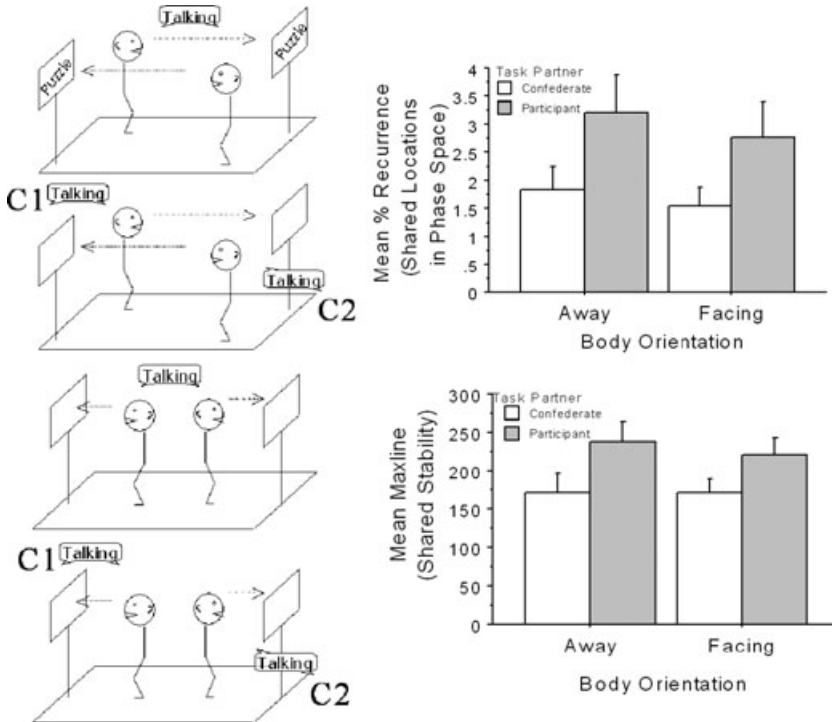 Talking
Puzzle
Puzzle
C1
Talking
Talking
C2
Talking
C1
Talking
Talking
C2
Mean % Recurrence
(Shared Locations
in Phase Space)
4
3.5
3
2.5
2
1.5
1
.5
0
Task Partner
Confederate
Participant
Away
Facing
Body Orientation
Mean Maxline
(Shared Stability)
300
250
200
150
100
50
0
Task Partner
Confederate
Participant
Away
Facing
Body Orientation